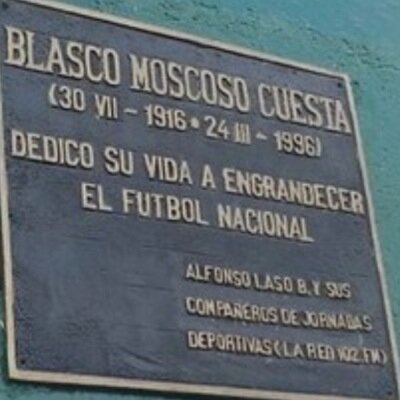 BLASCO MOSCOSO CUESTA
(30 VII - 1916 • 24 III - 1996)
DEDICO SU VIDA A ENGRANDECER
EL FUTBOL NACIONAL
ALFONSO LASO B. Y SUS
COMPAÑEROS DE JORNADAS
DEPORTIVAS (LA RED 102. FM)